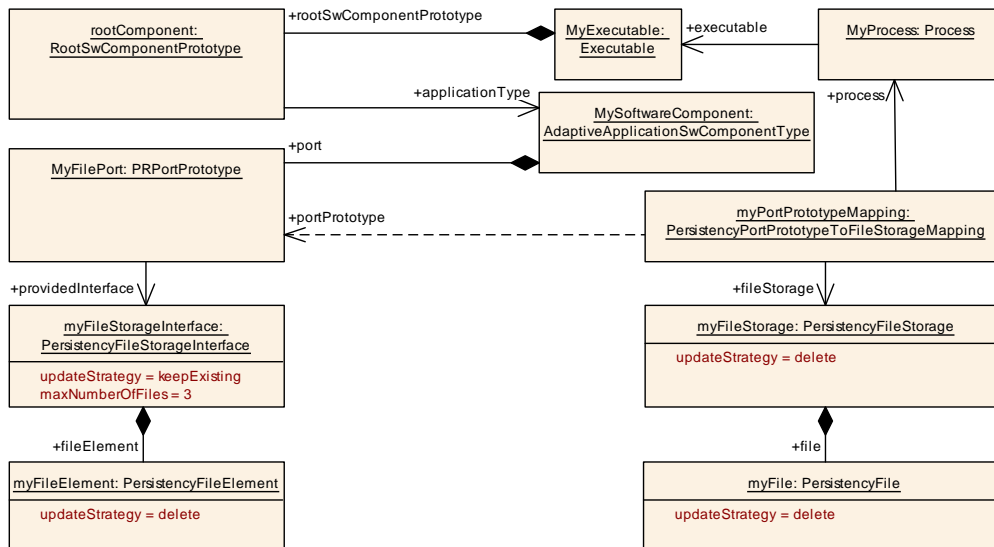 rootComponent:
RootSwComponentPrototype
+rootSwComponentPrototype
MyExecutable:
Executable
+executable
MyProcess: Process
+applicationType
+process
MySoftwareComponent:
AdaptiveApplicationSwComponentType
+port
MyFilePort: PRPortPrototype
+portPrototype
myPortPrototypeMapping:
PersistencyPortPrototypeToFileStorageMapping
+providedInterface
+fileStorage
myFileStorageInterface:
PersistencyFileStorageInterface
updateStrategy = keepExisting
maxNumberOfFiles = 3
myFileStorage: PersistencyFileStorage
updateStrategy = delete
+fileElement
+file
myFileElement: PersistencyFileElement
updateStrategy = delete
myFile: PersistencyFile
updateStrategy = delete